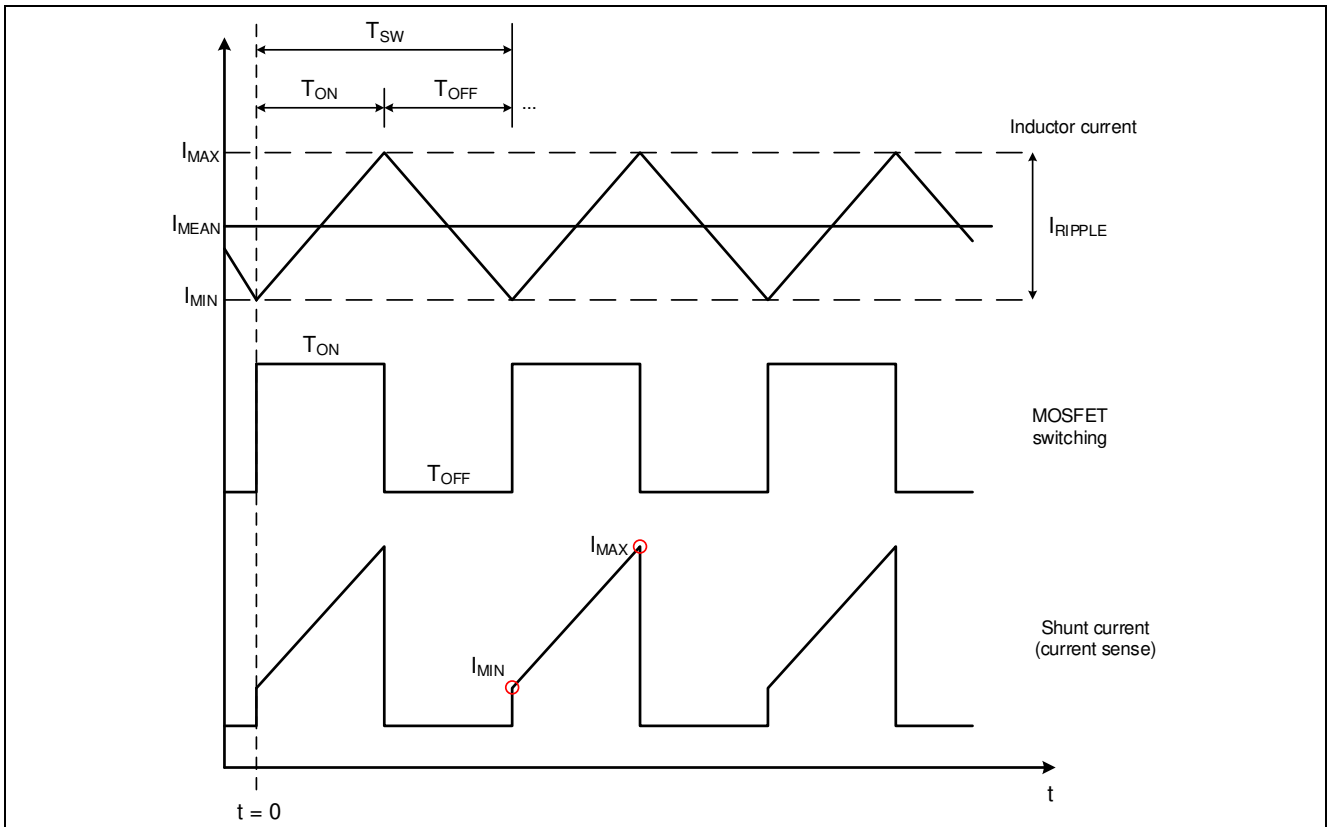 T_SW
T_ON
T_OFF
...
Inductor current
I_MAX
I_MEAN
I_RIPPLE
I_MIN
T_ON
MOSFET
switching
T_OFF
I_MAX
Shunt current
(current sense)
I_MIN
t
t = 0